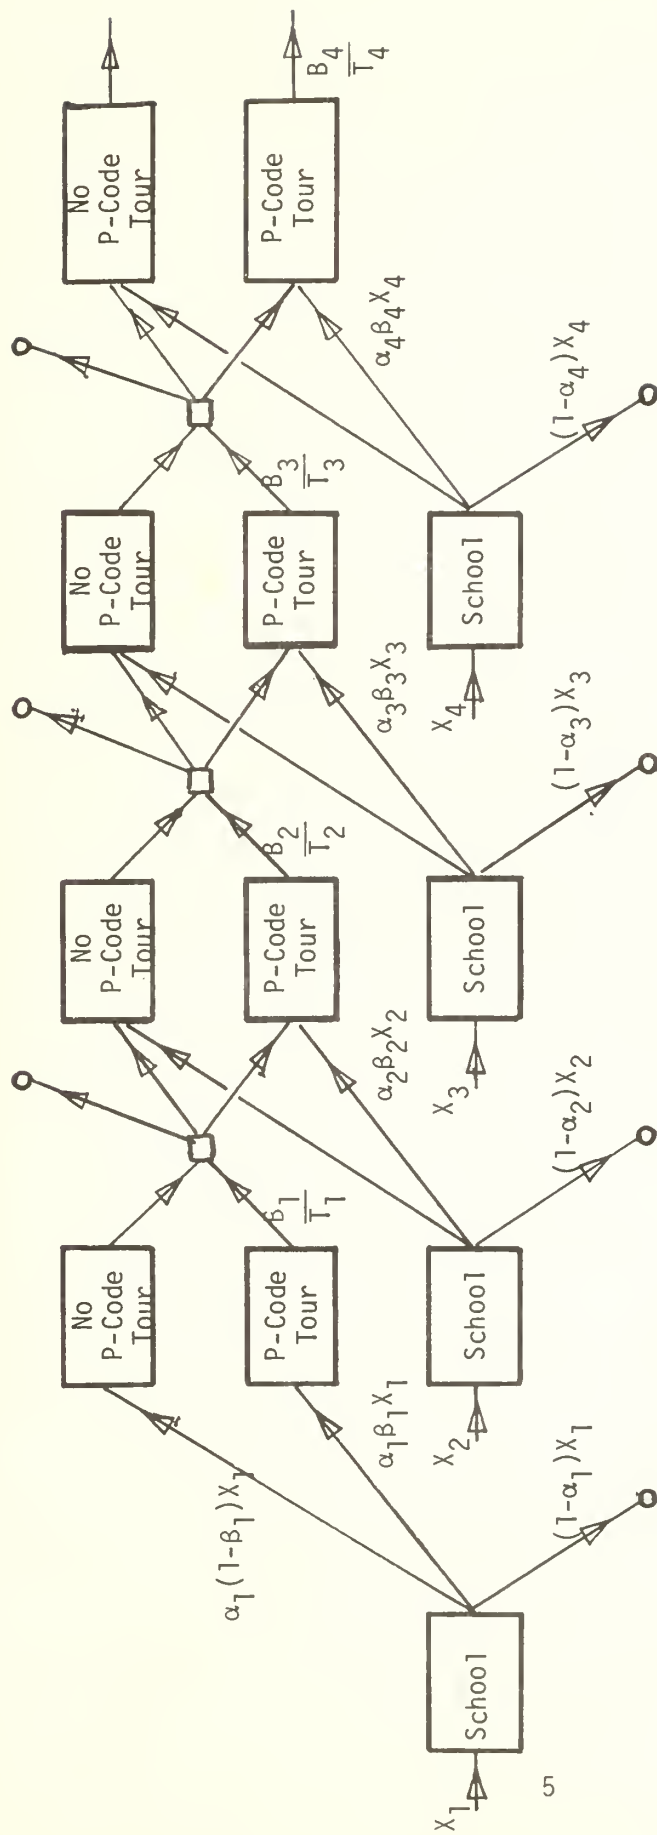 No
P-Code
Tour
No
P-Code
Tour
No
P-Code
Tour
No
P-Code
Tour
α1(1-β1)X1
P-Code
Tour
B1/T1
P-Code
Tour
B2/T2
P-Code
Tour
B3/T3
P-Code
Tour
B4/T4
α1β1X1
α2β2X2
α3β3X3
α4β4X4
X1
School
X2
School
X3
School
X4
School
(1-α1)X1
(1-α2)X2
(1-α3)X3
(1-α4)X4
5